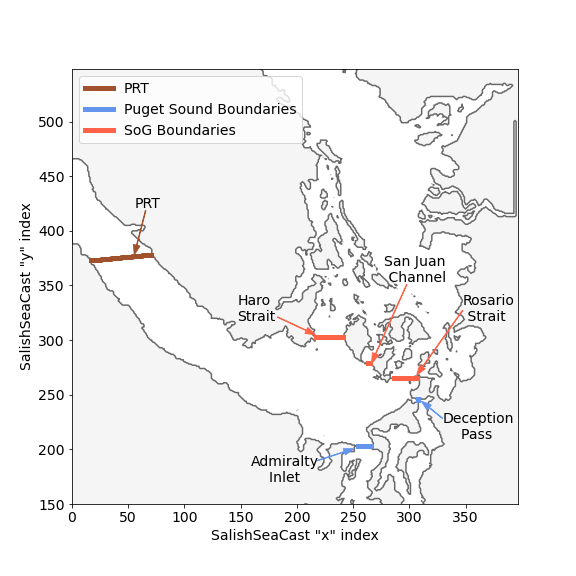 PRT
Puget Sound Boundaries
SoG Boundaries
500
450
400
350
300
250
200
150
SalishSeaCast "y" index
PRT
San Juan
Channel
Haro
Strait
Rosario
Strait
Deception
Pass
Admiralty
Inlet
0
50
100
150
200
250
300
350
SalishSeaCast "x" index